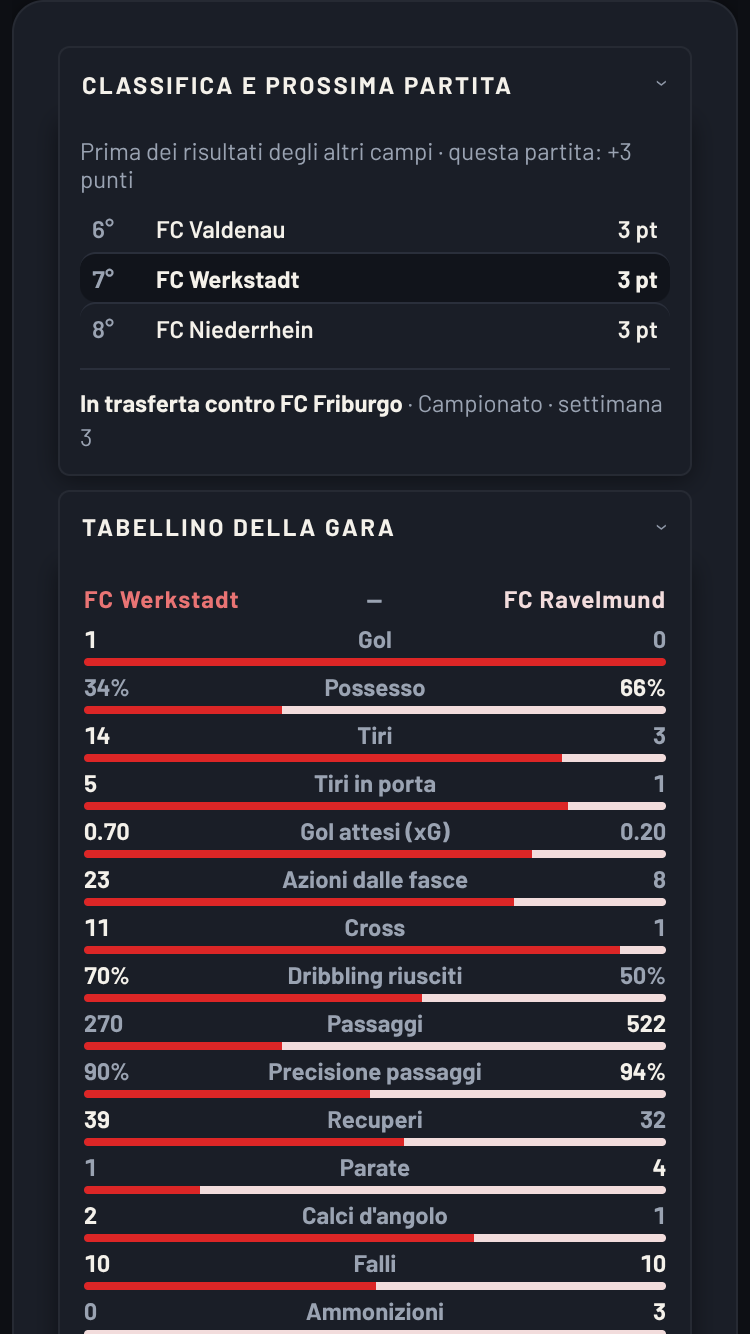 CLASSIFICA E PROSSIMA PARTITA
Prima dei risultati degli altri campi · questa partita: +3
punti
6° FC Valdenau 3 pt
7° FC Werkstadt 3 pt
8° FC Niederrhein 3 pt
In trasferta contro FC Friburgo · Campionato · settimana
3
TABELLINO DELLA GARA
FC Werkstadt – FC Ravelmund
1 Gol 0
34% Possesso 66%
14 Tiri 3
5 Tiri in porta 1
0.70 Gol attesi (xG) 0.20
23 Azioni dalle fasce 8
11 Cross 1
70% Dribbling riusciti 50%
270 Passaggi 522
90% Precisione passaggi 94%
39 Recuperi 32
1 Parate 4
2 Calci d'angolo 1
10 Falli 10
0 Ammonizioni 3